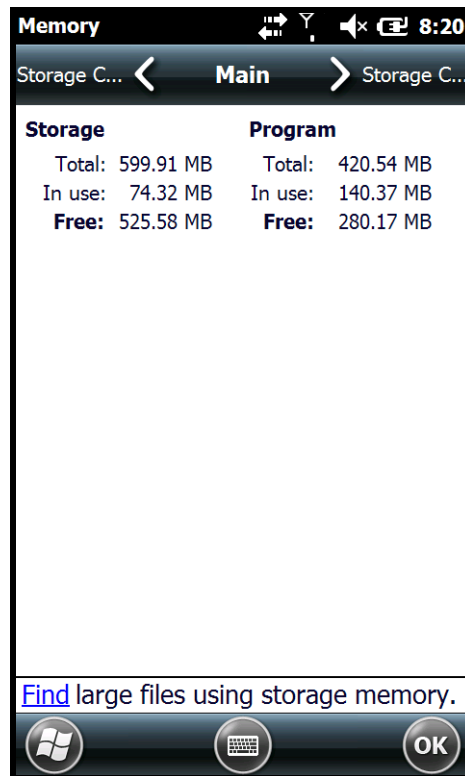 Memory 8:20
Storage C... Main Storage C...
Storage Program
Total: 599.91 MB Total: 420.54 MB
In use: 74.32 MB In use: 140.37 MB
Free: 525.58 MB Free: 280.17 MB
Find large files using storage memory.
OK